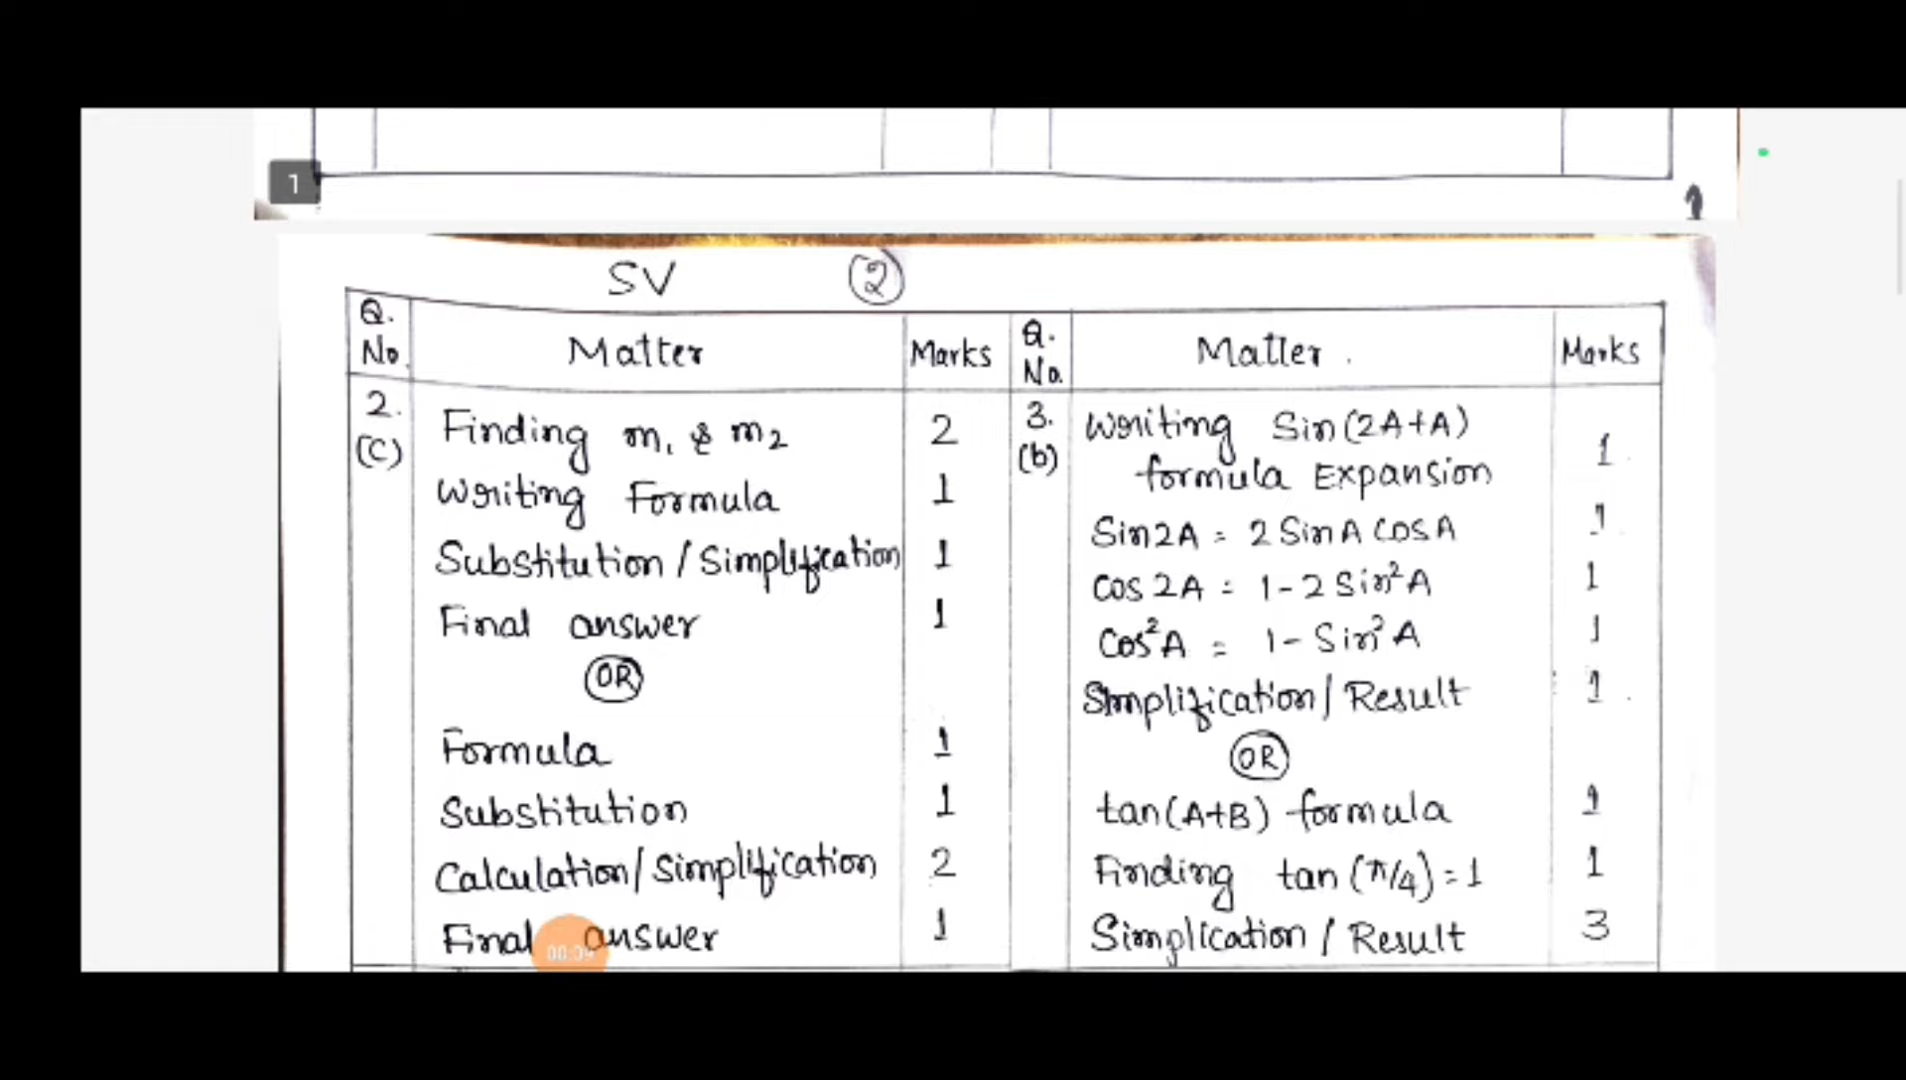 1
SV 2
Q. No. Matter Marks
2. (C) Finding m₁ & m₂ 2
Writing Formula 1
Substitution / Simplification 1
Final answer 1
OR
Formula 1
Substitution 1
Calculation / Simplification 2
Final answer 1
00:09
Q. No. Matter. Marks
3. (b) Writing Sin(2A+A)
formula Expansion 1
Sin2A = 2 SinA COSA 1
Cos 2A = 1-2 Sin²A 1
Cos²A = 1- Sin²A 1
Simplification / Result 1
OR
tan(A+B) formula 1
Finding tan (π/4) = 1 1
Simplication / Result 3